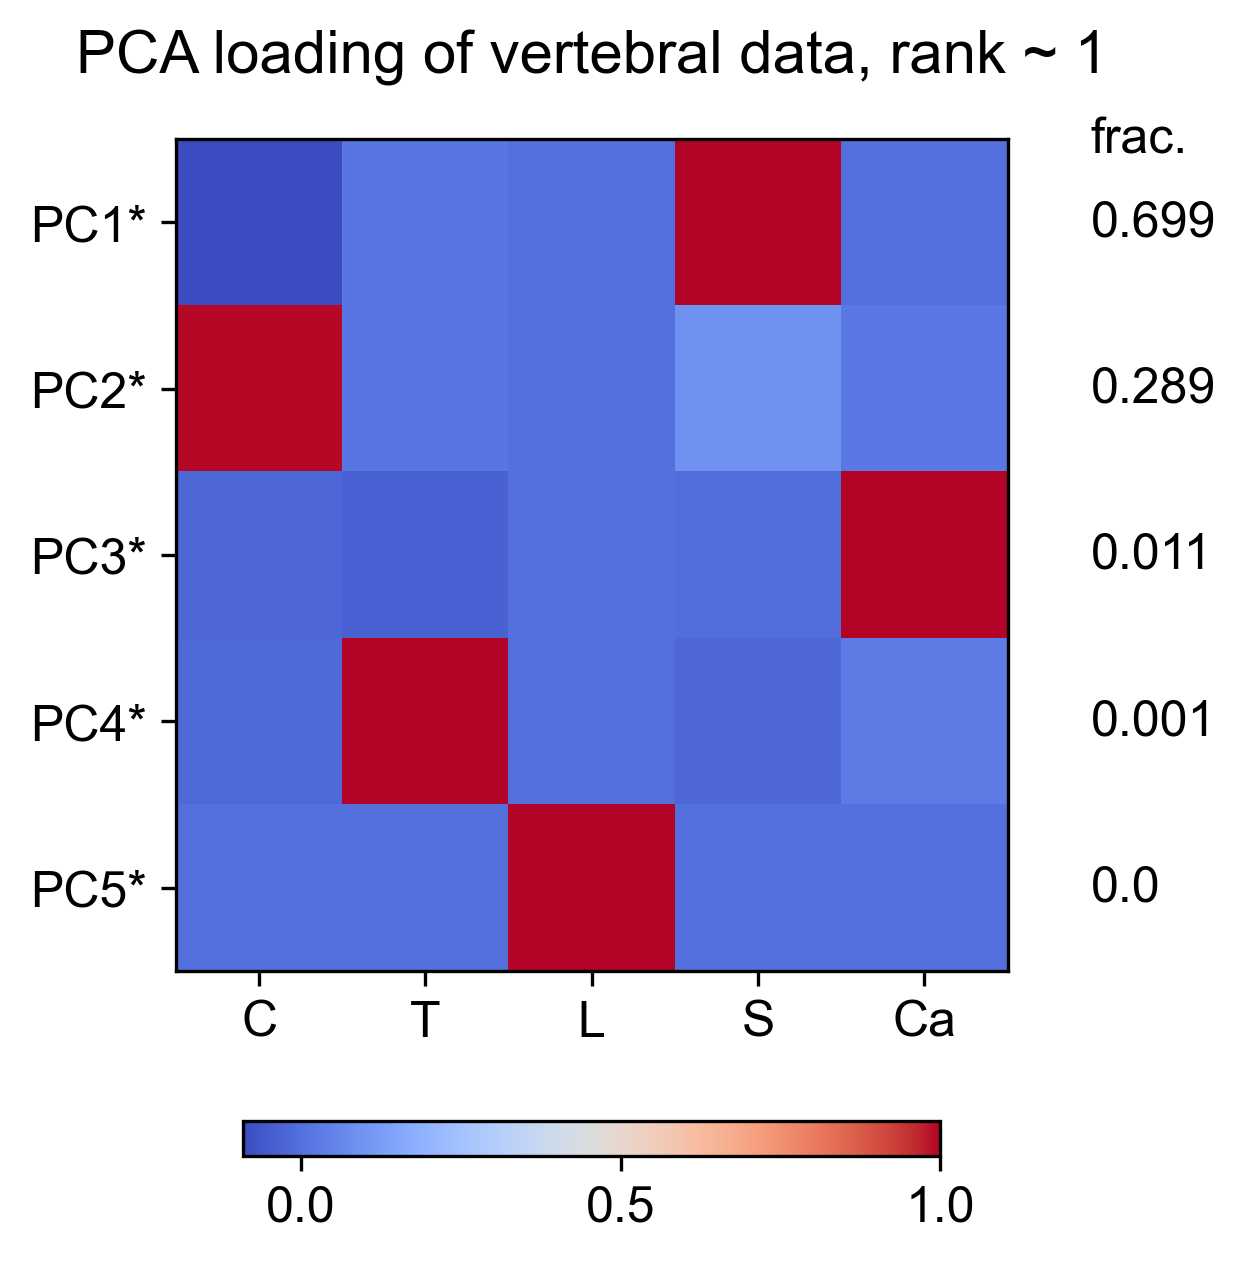 PCA loading of vertebral data, rank ~ 1
frac.
PC1* 0.699
PC2* 0.289
PC3* 0.011
PC4* 0.001
PC5* 0.0
C T L S Ca
0.0 0.5 1.0